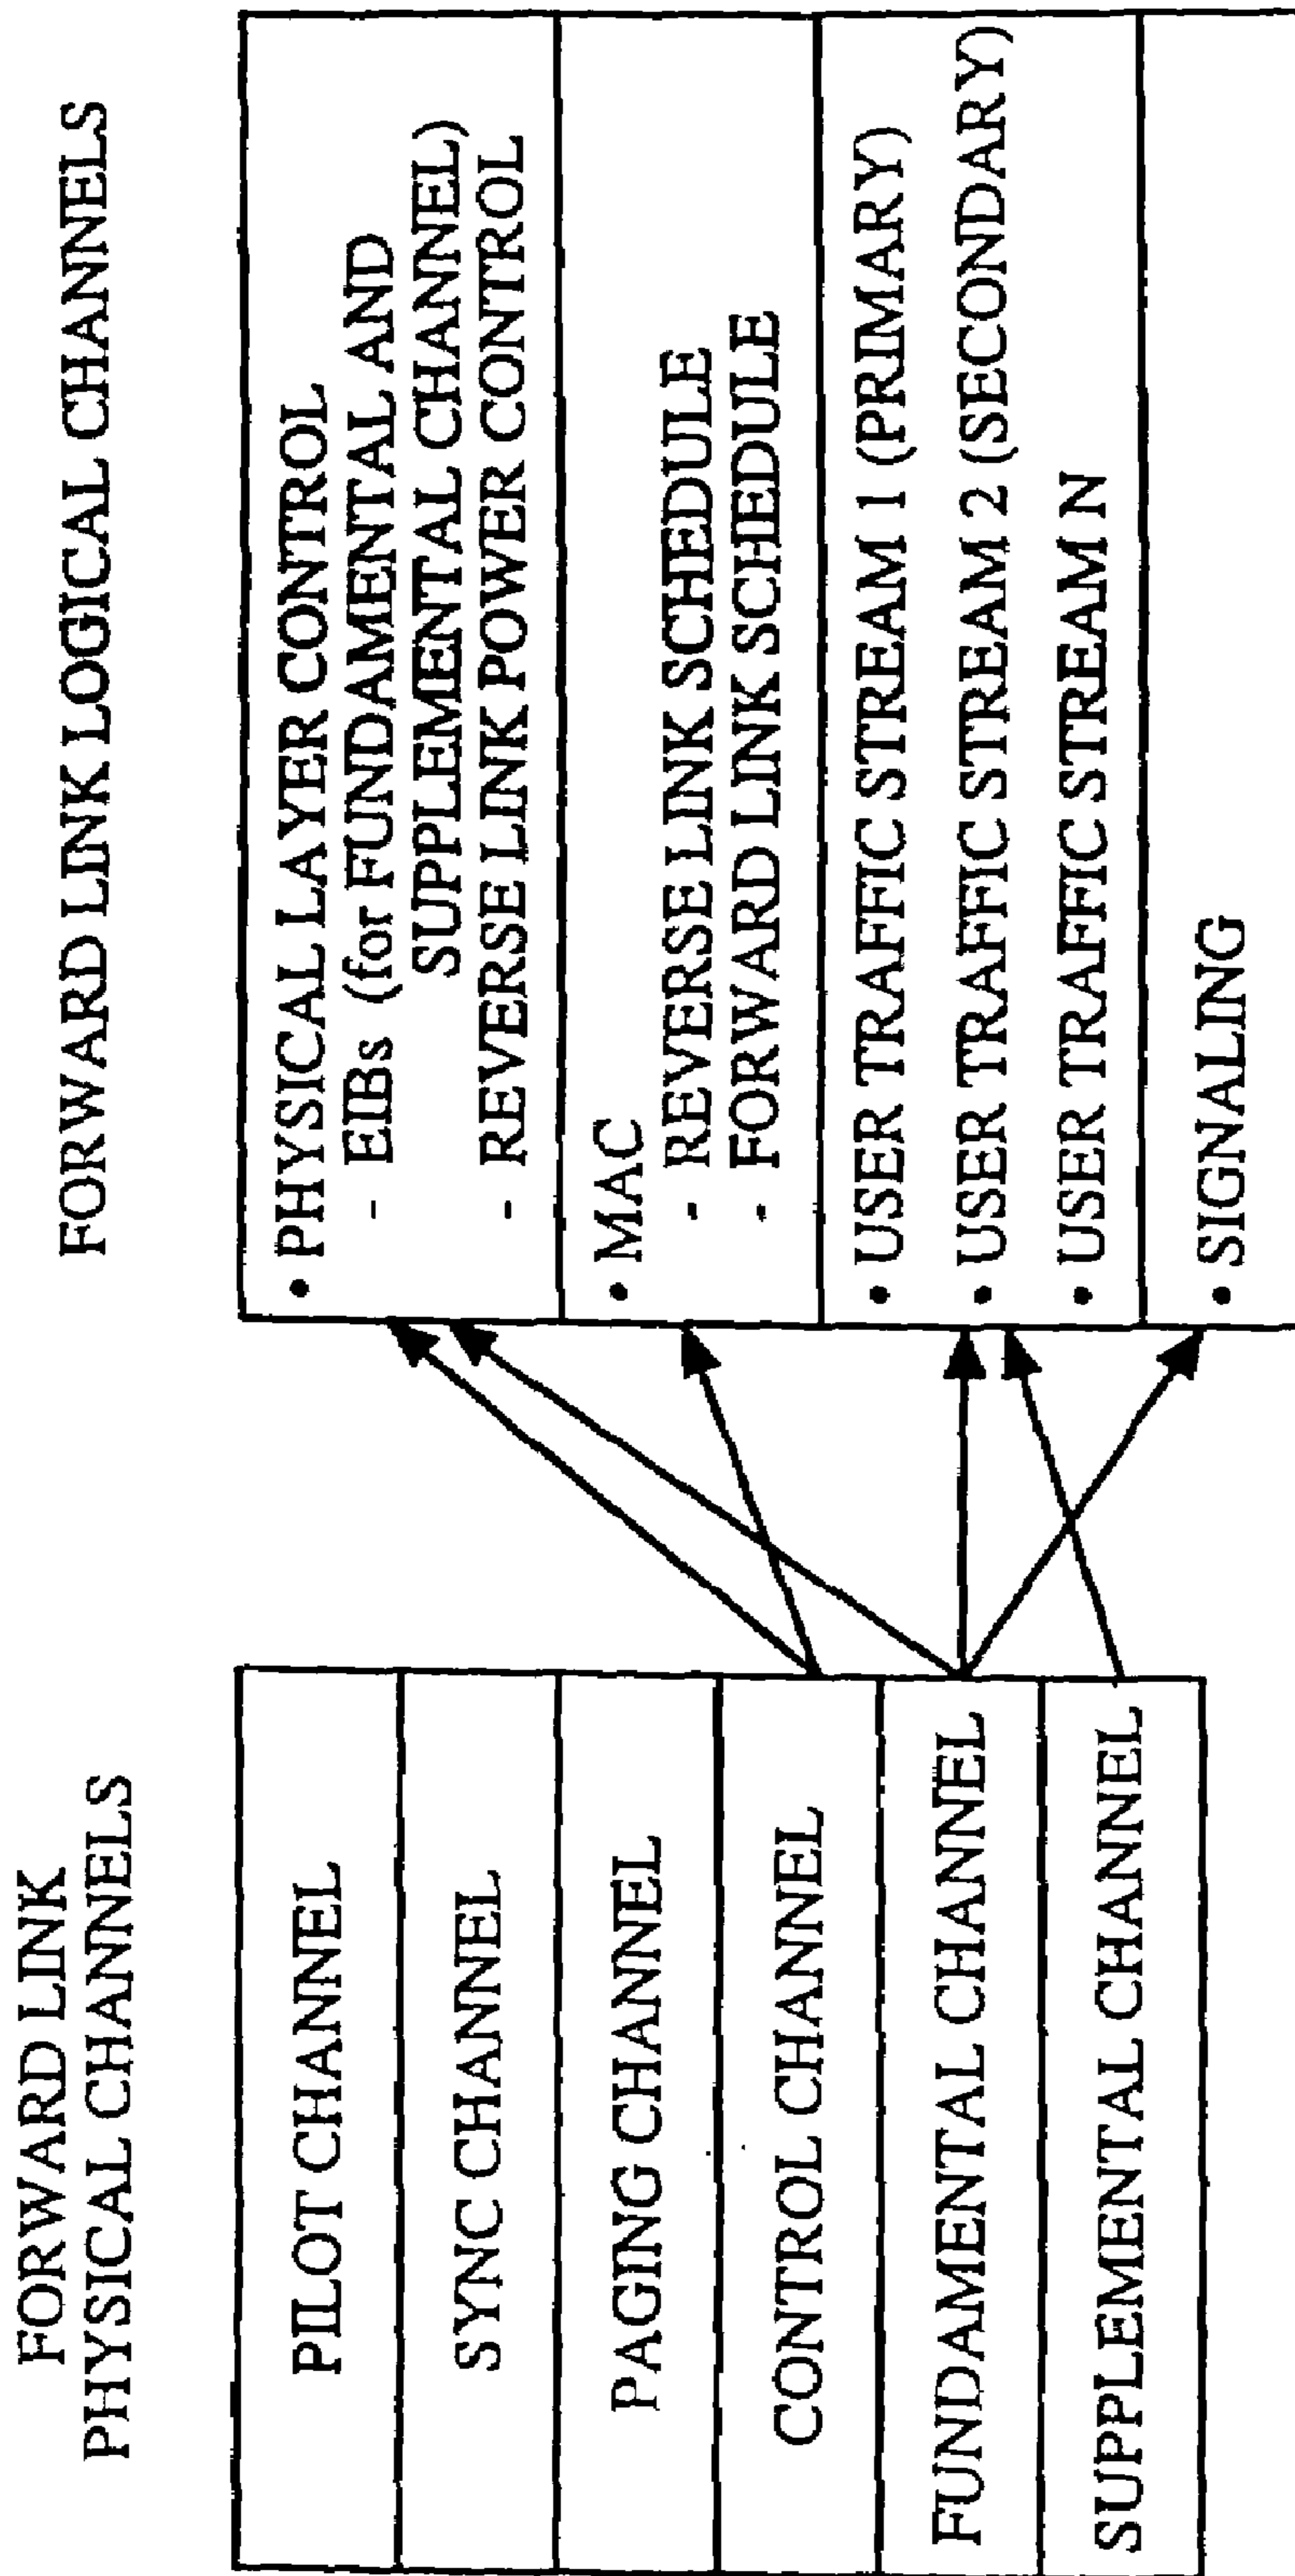 FORWARD LINK
PHYSICAL CHANNELS
PILOT CHANNEL
SYNC CHANNEL
PAGING CHANNEL
CONTROL CHANNEL
FUNDAMENTAL CHANNEL
SUPPLEMENTAL CHANNEL
FORWARD LINK LOGICAL CHANNELS
• PHYSICAL LAYER CONTROL
- EIBs (for FUNDAMENTAL AND
SUPPLEMENTAL CHANNEL)
- REVERSE LINK POWER CONTROL
• MAC
- REVERSE LINK SCHEDULE
- FORWARD LINK SCHEDULE
• USER TRAFFIC STREAM 1 (PRIMARY)
• USER TRAFFIC STREAM 2 (SECONDARY)
• USER TRAFFIC STREAM N
• SIGNALING